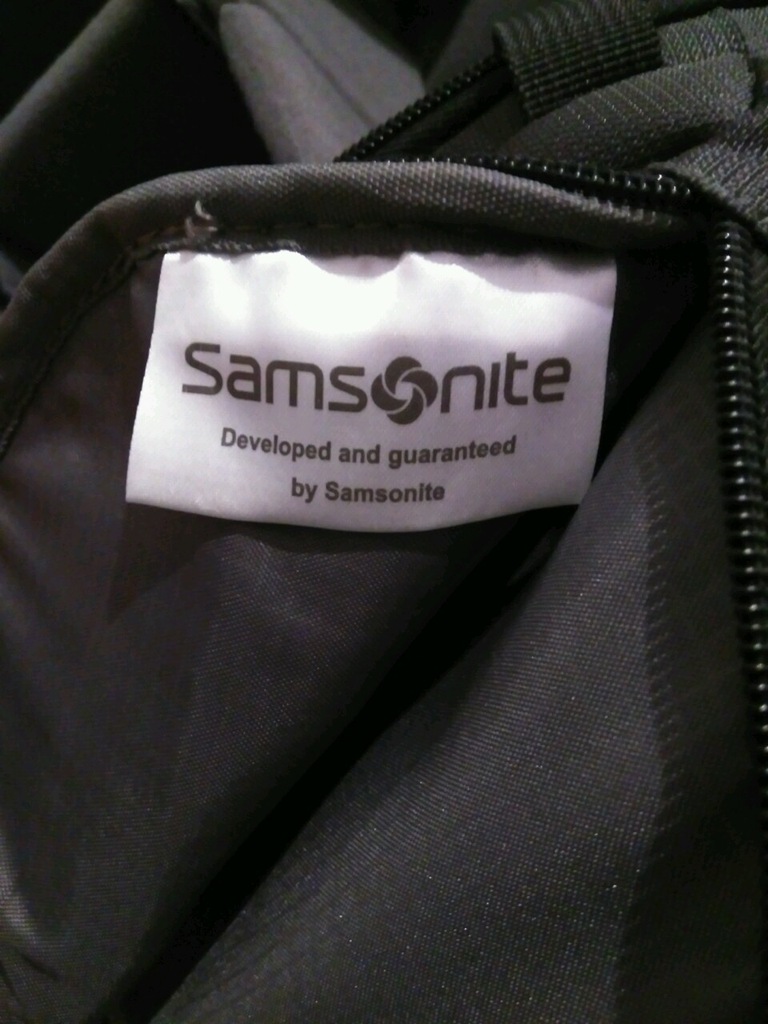 Samsonite
Developed and guaranteed
by Samsonite